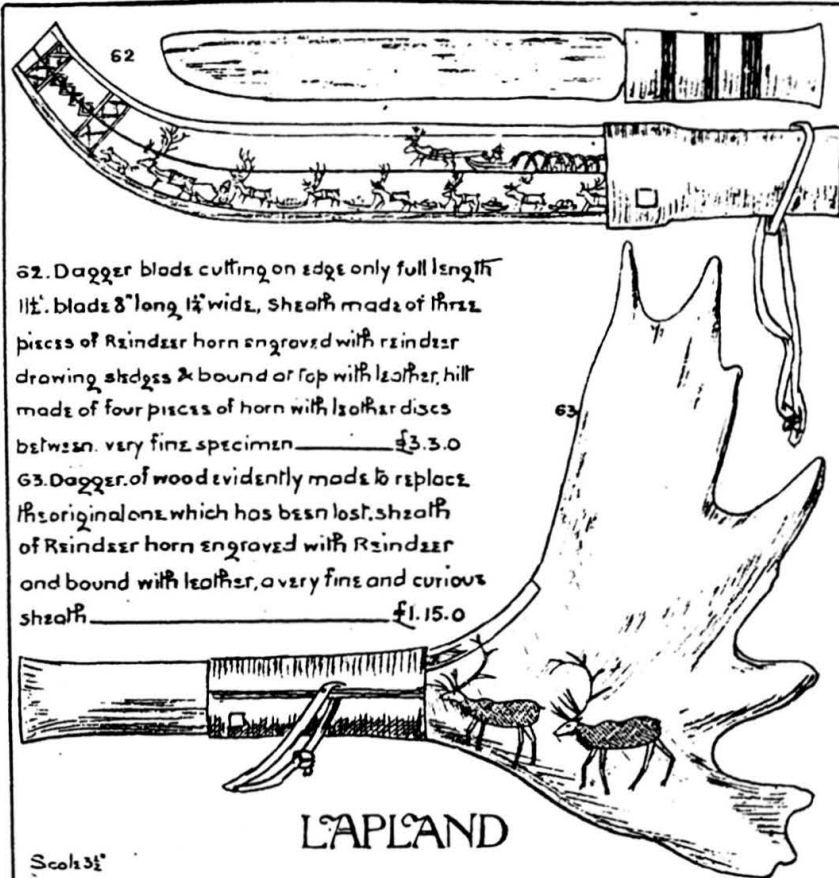 62
62. Dagger blade cutting on edge only full length
11½". blade 8" long 1¼" wide, Sheath made of three
pieces of Reindeer horn engraved with reindeer
drawing sledges & bound at top with leather, hilt
made of four pieces of horn with leather discs
between. very fine specimen £3.3.0
63
63. Dagger. of wood evidently made to replace
the original one which has been lost. sheath
of Reindeer horn engraved with Reindeer
and bound with leather, a very fine and curious
sheath £1.15.0
LAPLAND
Scale 3½"